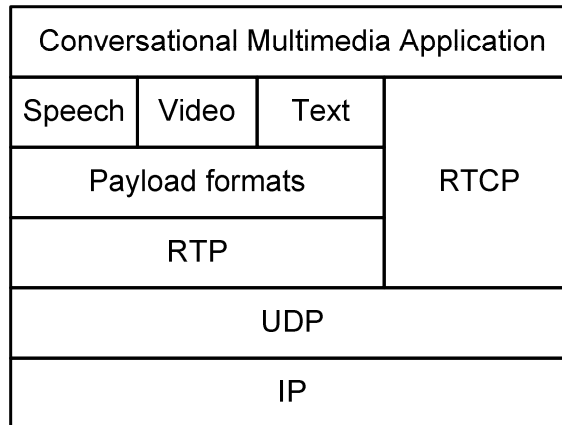 Conversational Multimedia Application
Speech
Video
Text
Payload formats
RTCP
RTP
UDP
IP